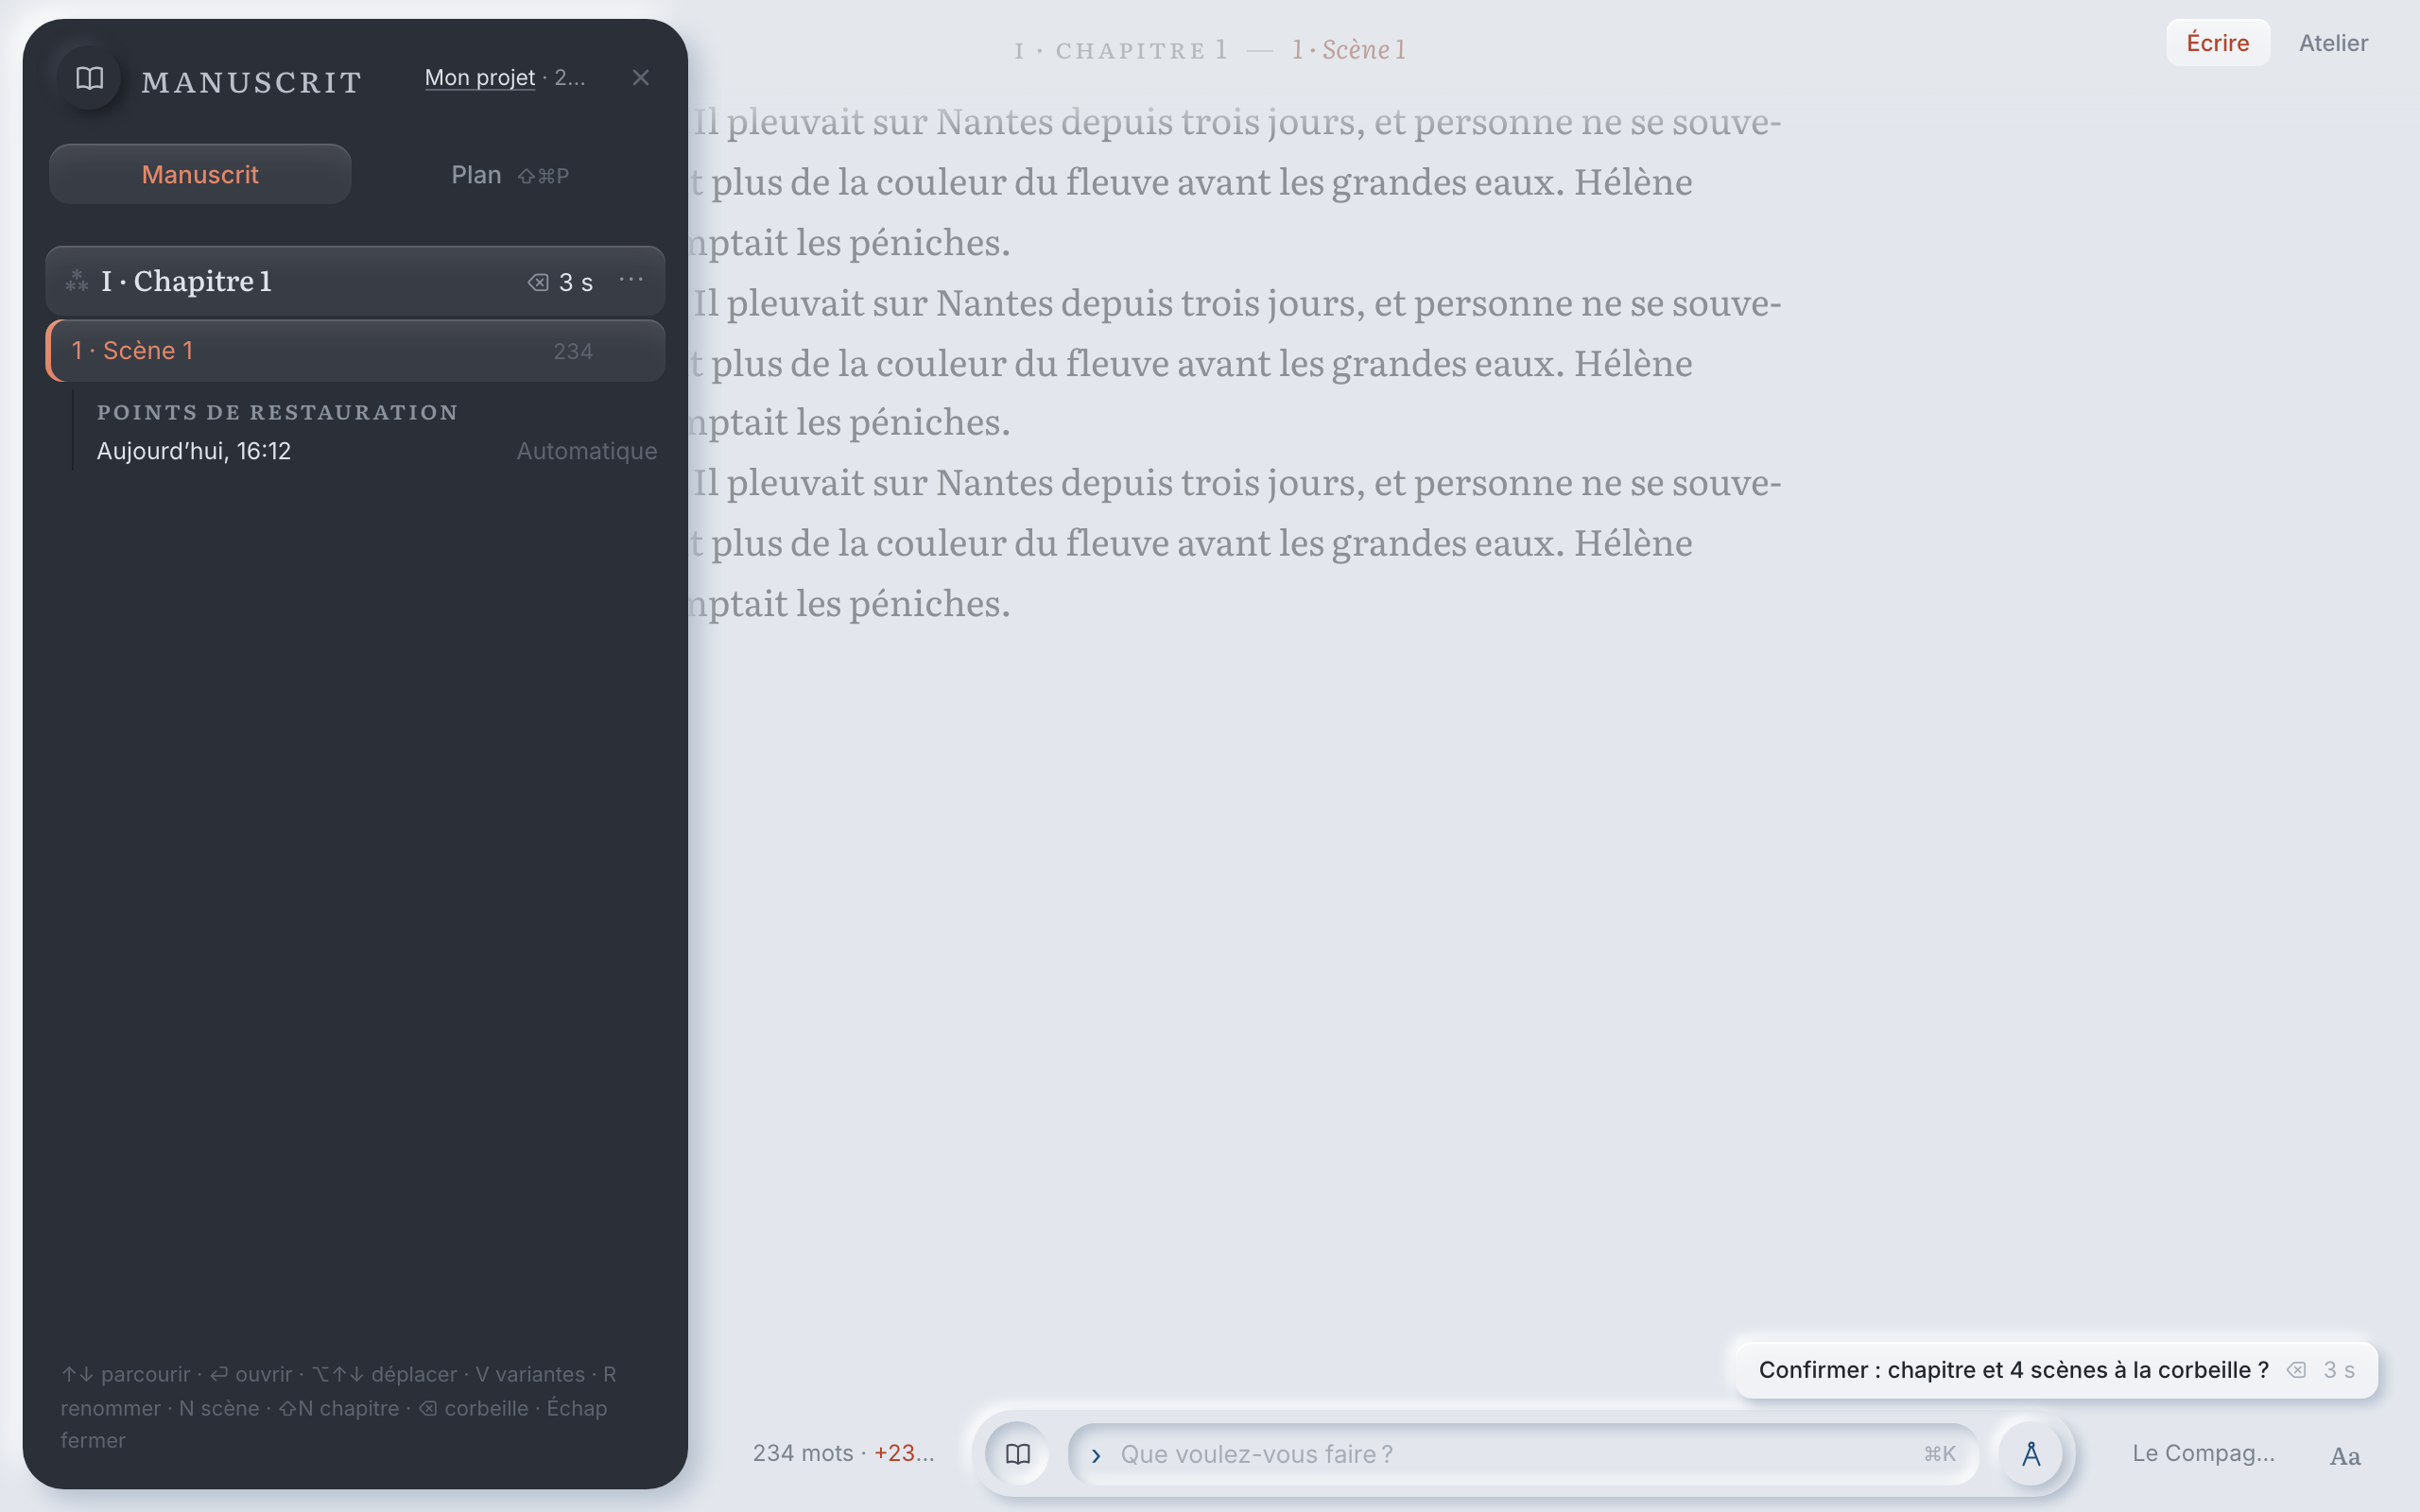 MANUSCRIT
Mon projet · 2…
Manuscrit
Plan ⇧⌘P
I · Chapitre 1
⌫ 3 s
1 · Scène 1
234
POINTS DE RESTAURATION
Aujourd’hui, 16:12
Automatique
↑↓ parcourir · ⏎ ouvrir · ⌥↑↓ déplacer · V variantes · R
renommer · N scène · ⇧N chapitre · ⌫ corbeille · Échap
fermer
I · CHAPITRE 1 — 1 · Scène 1
Écrire
Atelier
Il pleuvait sur Nantes depuis trois jours, et personne ne se souve-
t plus de la couleur du fleuve avant les grandes eaux. Hélène
mptait les péniches.
Il pleuvait sur Nantes depuis trois jours, et personne ne se souve-
t plus de la couleur du fleuve avant les grandes eaux. Hélène
mptait les péniches.
Il pleuvait sur Nantes depuis trois jours, et personne ne se souve-
t plus de la couleur du fleuve avant les grandes eaux. Hélène
mptait les péniches.
Confirmer : chapitre et 4 scènes à la corbeille ? ⌫ 3 s
234 mots · +23…
› Que voulez-vous faire ? ⌘K
Le Compag…
Aa